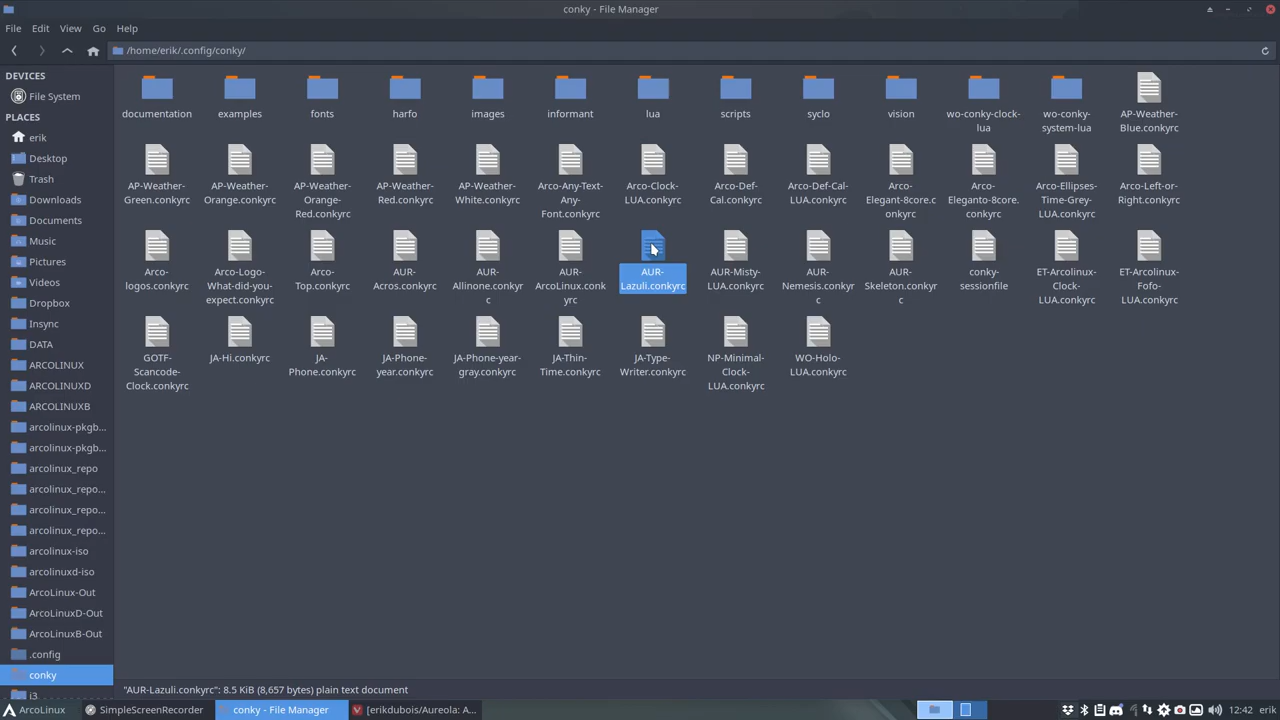 conky - File Manager
File Edit View Go Help
/home/erik/.config/conky/
DEVICES
File System
PLACES
erik
Desktop
Trash
Downloads
Documents
Music
Pictures
Videos
Dropbox
Insync
DATA
ARCOLINUX
ARCOLINUXD
ARCOLINUXB
arcolinux-pkgb...
arcolinux-pkgb...
arcolinux_repo
arcolinux_repo...
arcolinux_repo...
arcolinux_repo...
arcolinux-iso
arcolinuxd-iso
ArcoLinux-Out
ArcoLinuxD-Out
ArcoLinuxB-Out
.config
conky
i3
documentation
examples
fonts
harfo
images
informant
lua
scripts
syclo
vision
wo-conky-clock-
lua
wo-conky-
system-lua
AP-Weather-
Blue.conkyrc
AP-Weather-
Green.conkyrc
AP-Weather-
Orange.conkyrc
AP-Weather-
Orange-
Red.conkyrc
AP-Weather-
Red.conkyrc
AP-Weather-
White.conkyrc
Arco-Any-Text-
Any-
Font.conkyrc
Arco-Clock-
LUA.conkyrc
Arco-Def-
Cal.conkyrc
Arco-Def-Cal-
LUA.conkyrc
Arco-
Elegant-8core.c
onkyrc
Arco-
Eleganto-8core.
conkyrc
Arco-Ellipses-
Time-Grey-
LUA.conkyrc
Arco-Left-or-
Right.conkyrc
Arco-
logos.conkyrc
Arco-Logo-
What-did-you-
expect.conkyrc
Arco-
Top.conkyrc
AUR-
Acros.conkyrc
AUR-
Allinone.conkyr
c
AUR-
ArcoLinux.conk
yrc
AUR-
Lazuli.conkyrc
AUR-Misty-
LUA.conkyrc
AUR-
Nemesis.conkyr
c
AUR-
Skeleton.conkyr
c
conky-
sessionfile
ET-Arcolinux-
Clock-
LUA.conkyrc
ET-Arcolinux-
Fofo-
LUA.conkyrc
GOTF-
Scancode-
Clock.conkyrc
JA-Hi.conkyrc
JA-
Phone.conkyrc
JA-Phone-
year.conkyrc
JA-Phone-year-
gray.conkyrc
JA-Thin-
Time.conkyrc
JA-Type-
Writer.conkyrc
NP-Minimal-
Clock-
LUA.conkyrc
WO-Holo-
LUA.conkyrc
"AUR-Lazuli.conkyrc": 8.5 KiB (8,657 bytes) plain text document
ArcoLinux
SimpleScreenRecorder
conky - File Manager
[erikdubois/Aureola: A...
12:42
erik